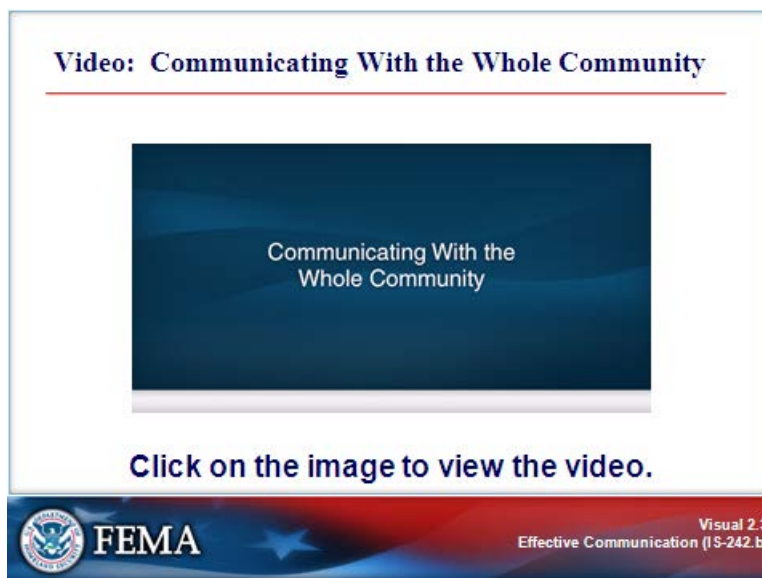 Video: Communicating With the Whole Community
Communicating With the
Whole Community
Click on the image to view the video.
FEMA
Visual 2.
Effective Communication (IS-242.b